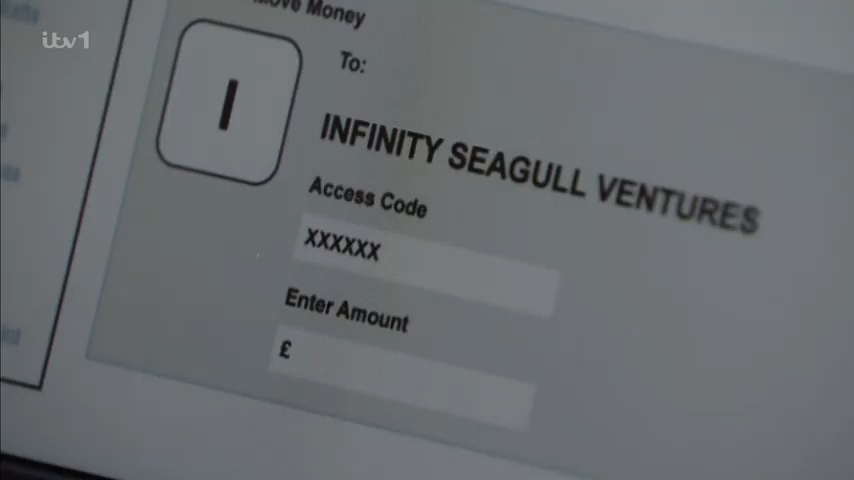 itv1
Move Money
I
To:
INFINITY SEAGULL VENTURES
Access Code
XXXXXX
Enter Amount
£